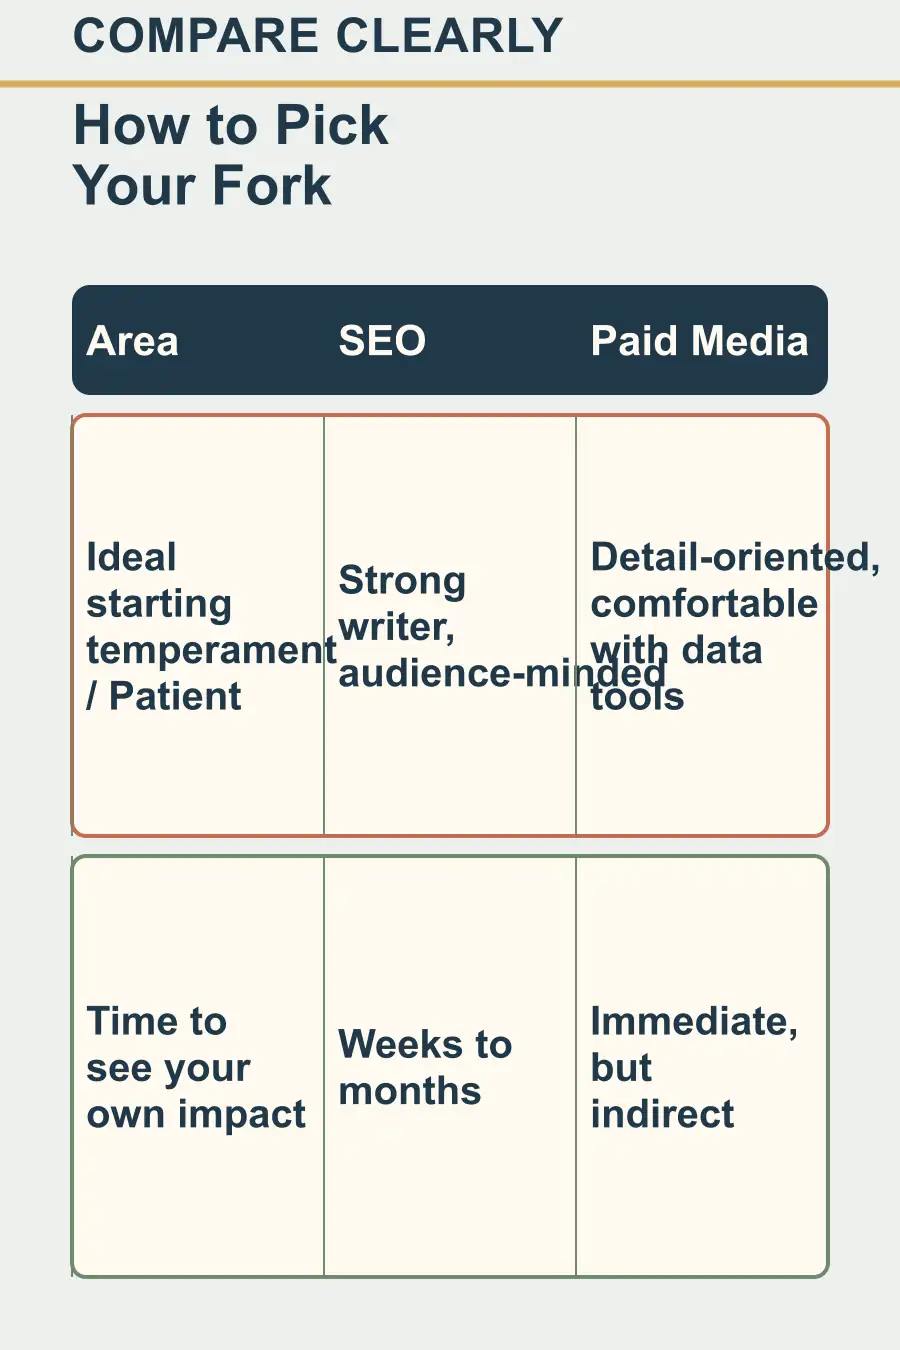 COMPARE CLEARLY
How to Pick
Your Fork
Area
SEO
Paid Media
Ideal
starting
temperament
/ Patient
Strong
writer,
audience-minded
Detail-oriented,
comfortable
with data
tools
Time to
see your
own impact
Weeks to
months
Immediate,
but
indirect